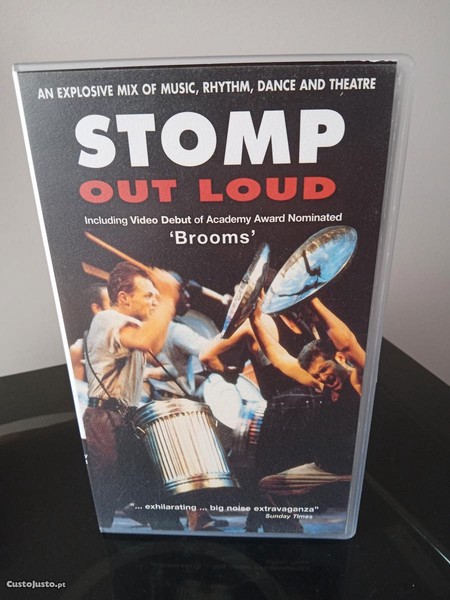 AN EXPLOSIVE MIX OF MUSIC, RHYTHM, DANCE AND THEATRE
STOMP
OUT LOUD
Including Video Debut of Academy Award Nominated
'Brooms'
"... exhilarating ... big noise extravaganza"
Sunday Times
CustoJusto.pt